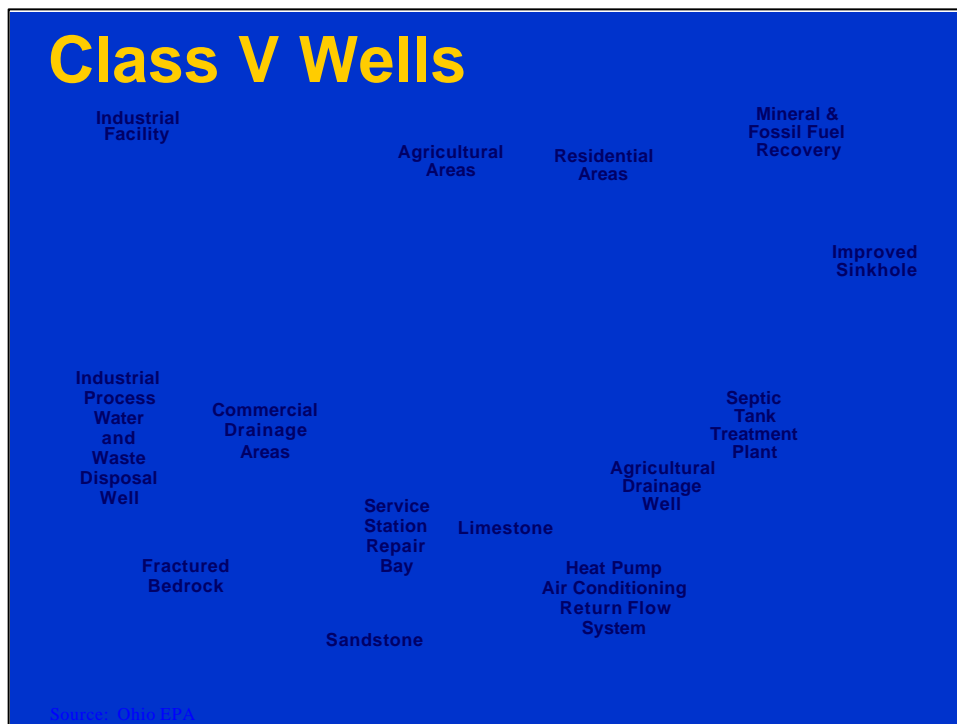 Class V Wells
Industrial
Facility
Agricultural
Areas
Residential
Areas
Mineral &
Fossil Fuel
Recovery
Improved
Sinkhole
Industrial
Process
Water
and
Waste
Disposal
Well
Commercial
Drainage
Areas
Septic
Tank
Treatment
Plant
Agricultural
Drainage
Well
Service
Station
Repair
Bay
Limestone
Fractured
Bedrock
Heat Pump
Air Conditioning
Return Flow
System
Sandstone
Source: Ohio EPA